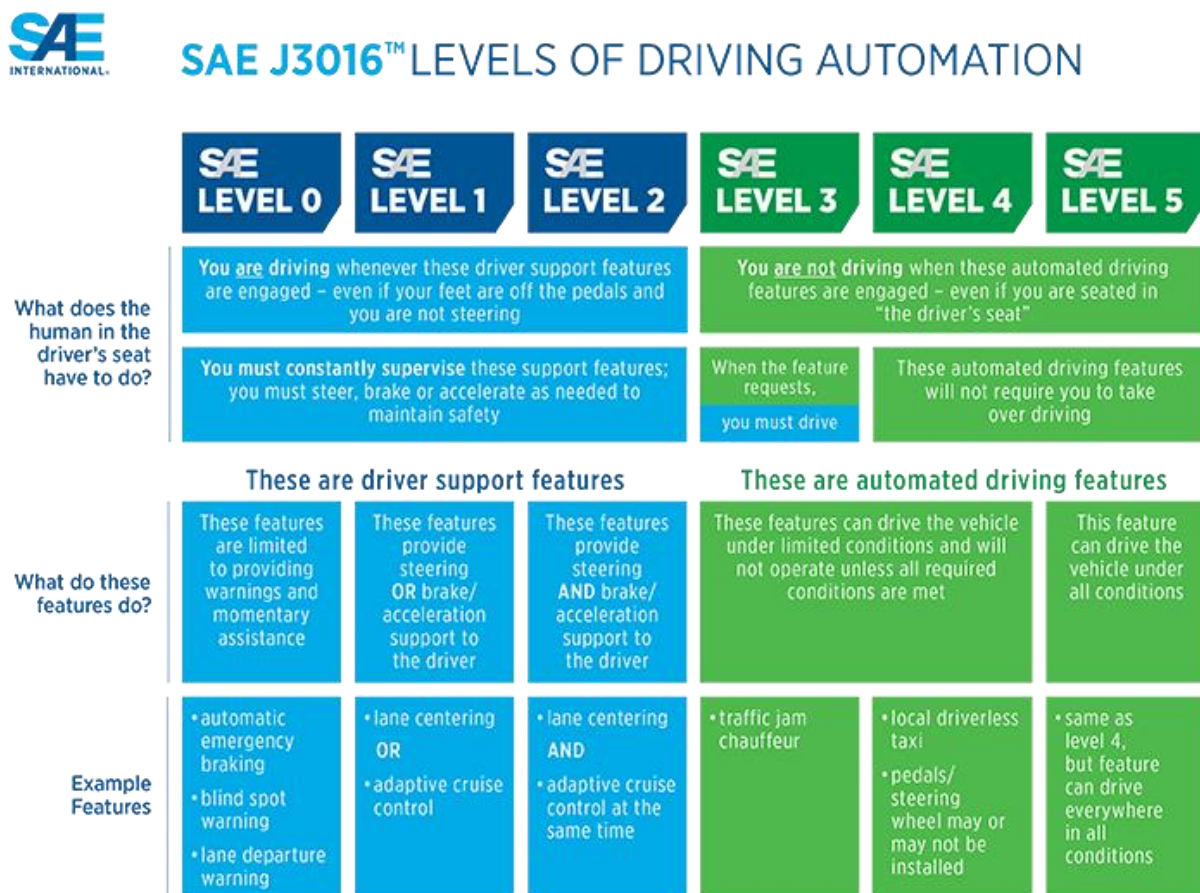 SAE
INTERNATIONAL®
SAE J3016™ LEVELS OF DRIVING AUTOMATION
SAE
LEVEL 0
SAE
LEVEL 1
SAE
LEVEL 2
SAE
LEVEL 3
SAE
LEVEL 4
SAE
LEVEL 5
What does the
human in the
driver's seat
have to do?
You are driving whenever these driver support features
are engaged – even if your feet are off the pedals and
you are not steering
You are not driving when these automated driving
features are engaged – even if you are seated in
"the driver's seat"
You must constantly supervise these support features;
you must steer, brake or accelerate as needed to
maintain safety
When the feature
requests,
you must drive
These automated driving features
will not require you to take
over driving
These are driver support features
These are automated driving features
What do these
features do?
These features
are limited
to providing
warnings and
momentary
assistance
These features
provide
steering
OR brake/
acceleration
support to
the driver
These features
provide
steering
AND brake/
acceleration
support to
the driver
These features can drive the vehicle
under limited conditions and will
not operate unless all required
conditions are met
This feature
can drive the
vehicle under
all conditions
Example
Features
• automatic
emergency
braking
• blind spot
warning
• lane departure
warning
• lane centering
OR
• adaptive cruise
control
• lane centering
AND
• adaptive cruise
control at the
same time
• traffic jam
chauffeur
• local driverless
taxi
• pedals/
steering
wheel may or
may not be
installed
• same as
level 4,
but feature
can drive
everywhere
in all
conditions